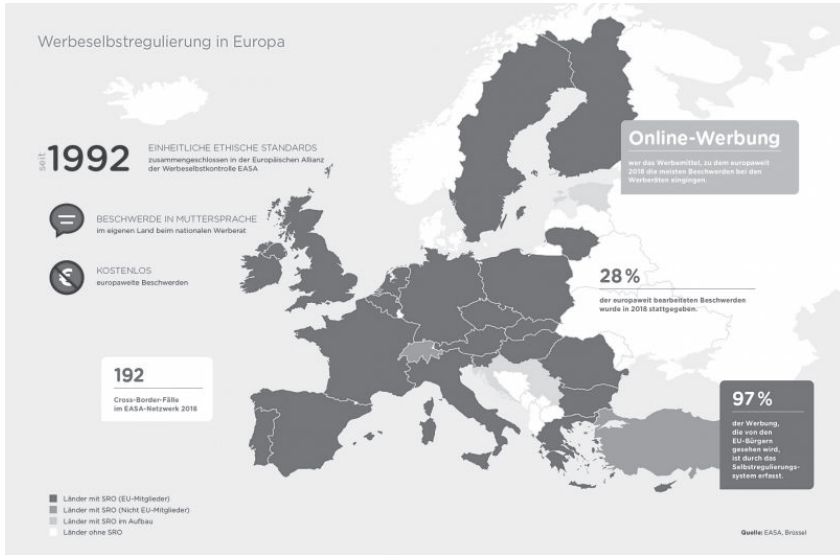 Werbeselbstregulierung in Europa
seit 1992
EINHEITLICHE ETHISCHE STANDARDS
zusammengeschlossen in der Europäischen Allianz
der Werbeselbstkontrolle EASA
BESCHWERDE IN MUTTERSPRACHE
im eigenen Land beim nationalen Werberat
KOSTENLOS
europaweite Beschwerden
192
Cross-Border-Fälle
im EASA-Netzwerk 2018
Online-Werbung
war das Werbemittel, zu dem europaweit
2018 die meisten Beschwerden bei den
Werberäten eingingen.
28 %
der europaweit bearbeiteten Beschwerden
wurde in 2018 stattgegeben.
97 %
der Werbung,
die von den
EU-Bürgern
gesehen wird,
ist durch das
Selbstregulierungs-
system erfasst.
Länder mit SRO (EU-Mitglieder)
Länder mit SRO (Nicht EU-Mitglieder)
Länder mit SRO im Aufbau
Länder ohne SRO
Quelle: EASA, Brüssel